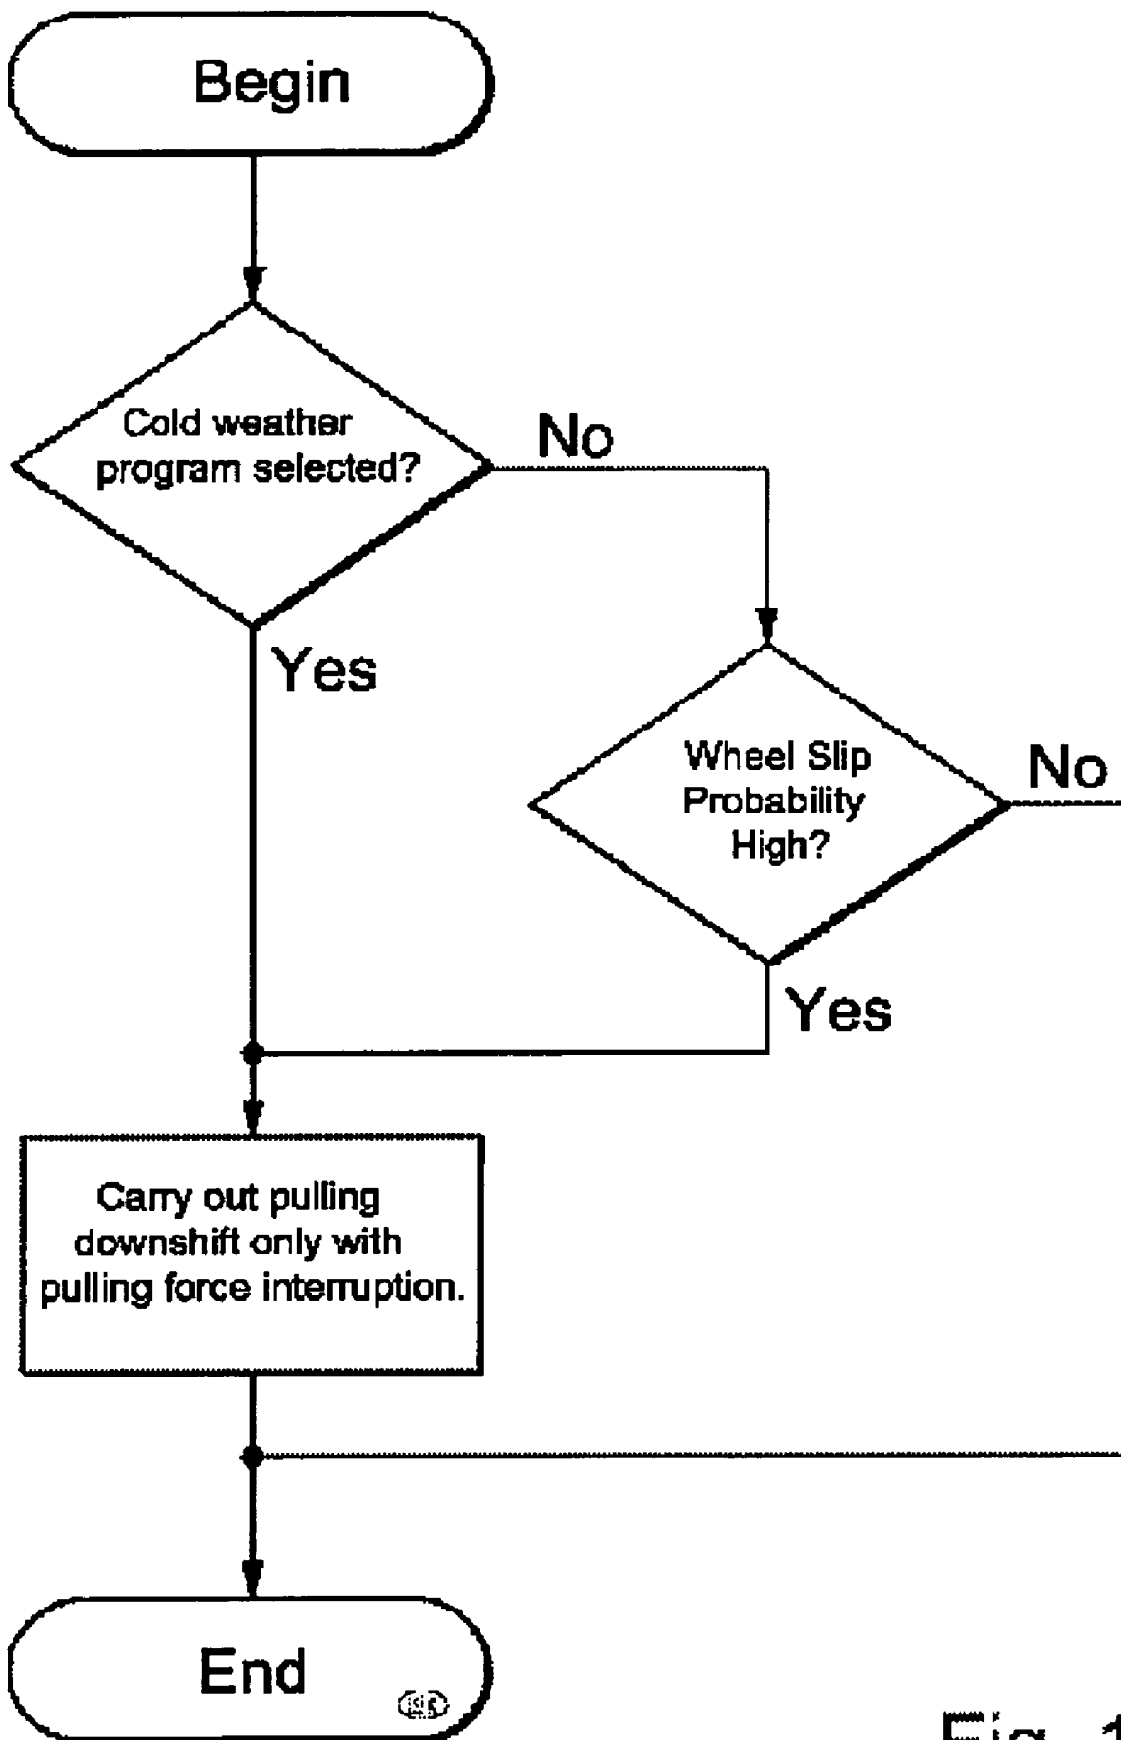 Begin
Cold weather
program selected?
No
Yes
Wheel Slip
Probability
High?
No
Yes
Carry out pulling
downshift only with
pulling force interruption.
End